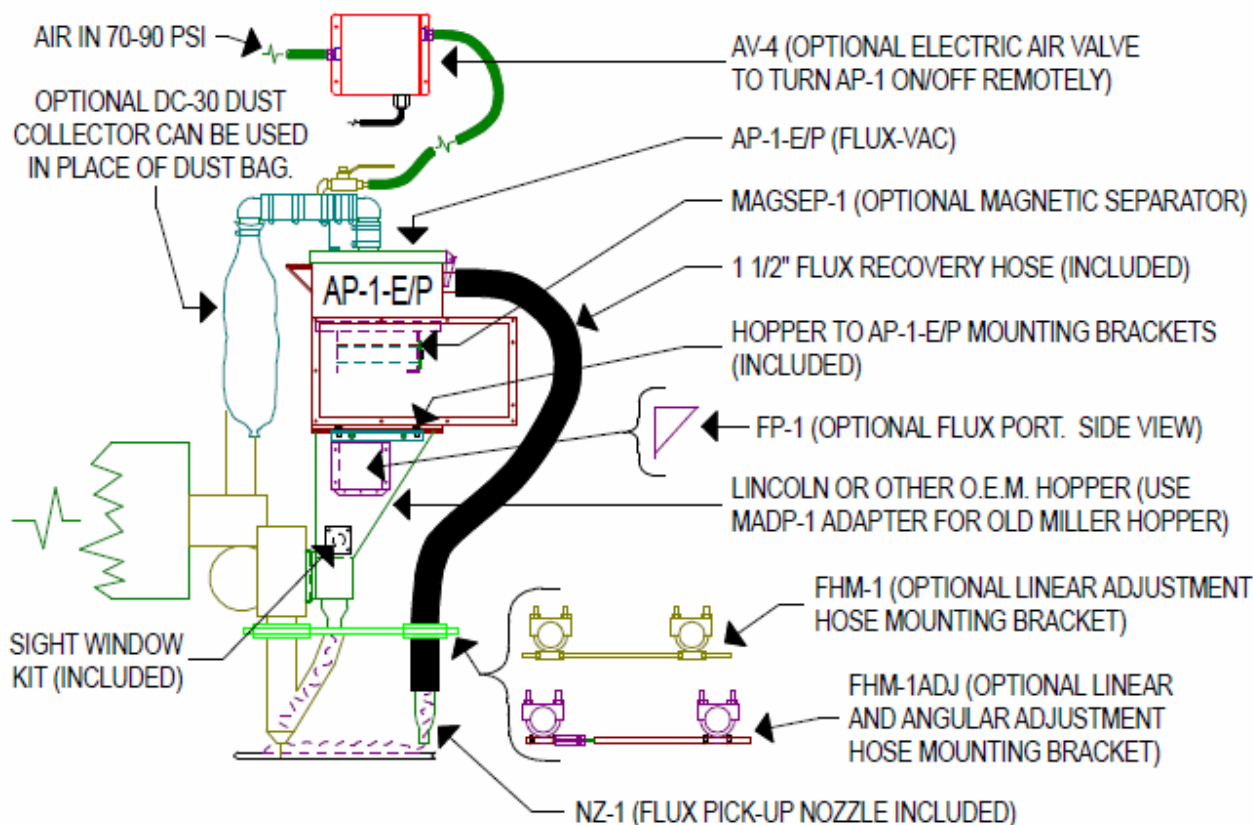 AIR IN 70-90 PSI
OPTIONAL DC-30 DUST
COLLECTOR CAN BE USED
IN PLACE OF DUST BAG.
AV-4 (OPTIONAL ELECTRIC AIR VALVE
TO TURN AP-1 ON/OFF REMOTELY)
AP-1-E/P (FLUX-VAC)
MAGSEP-1 (OPTIONAL MAGNETIC SEPARATOR)
1 1/2" FLUX RECOVERY HOSE (INCLUDED)
AP-1-E/P
HOPPER TO AP-1-E/P MOUNTING BRACKETS
(INCLUDED)
FP-1 (OPTIONAL FLUX PORT. SIDE VIEW)
LINCOLN OR OTHER O.E.M. HOPPER (USE
MADP-1 ADAPTER FOR OLD MILLER HOPPER)
FHM-1 (OPTIONAL LINEAR ADJUSTMENT
HOSE MOUNTING BRACKET)
SIGHT WINDOW
KIT (INCLUDED)
FHM-1ADJ (OPTIONAL LINEAR
AND ANGULAR ADJUSTMENT
HOSE MOUNTING BRACKET)
NZ-1 (FLUX PICK-UP NOZZLE INCLUDED)